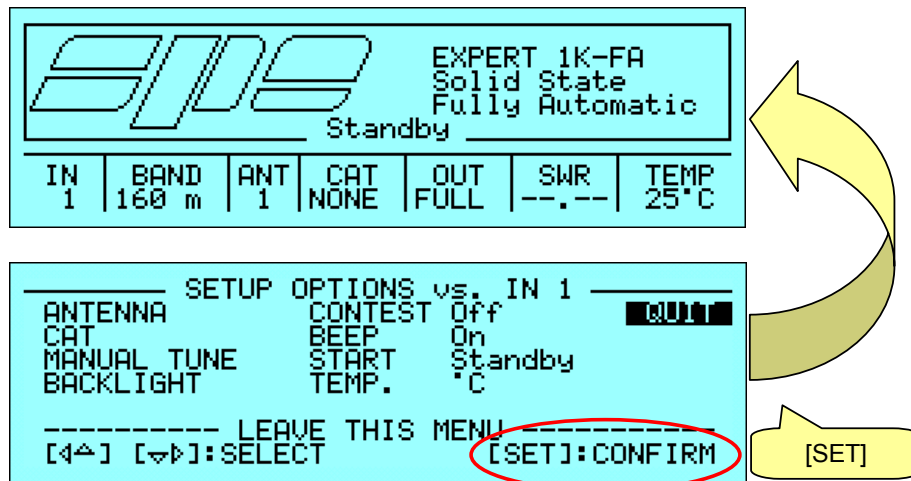 spe
EXPERT 1K-FA
Solid State
Fully Automatic
Standby
IN BAND ANT CAT OUT SWR TEMP
1 160 m 1 NONE FULL --.-- 25°C
SETUP OPTIONS vs. IN 1
ANTENNA CONTEST Off QUIT
CAT BEEP On
MANUAL TUNE START Standby
BACKLIGHT TEMP. °C
---------- LEAVE THIS MENU -----------
[◁△] [▽▷]:SELECT [SET]:CONFIRM
[SET]